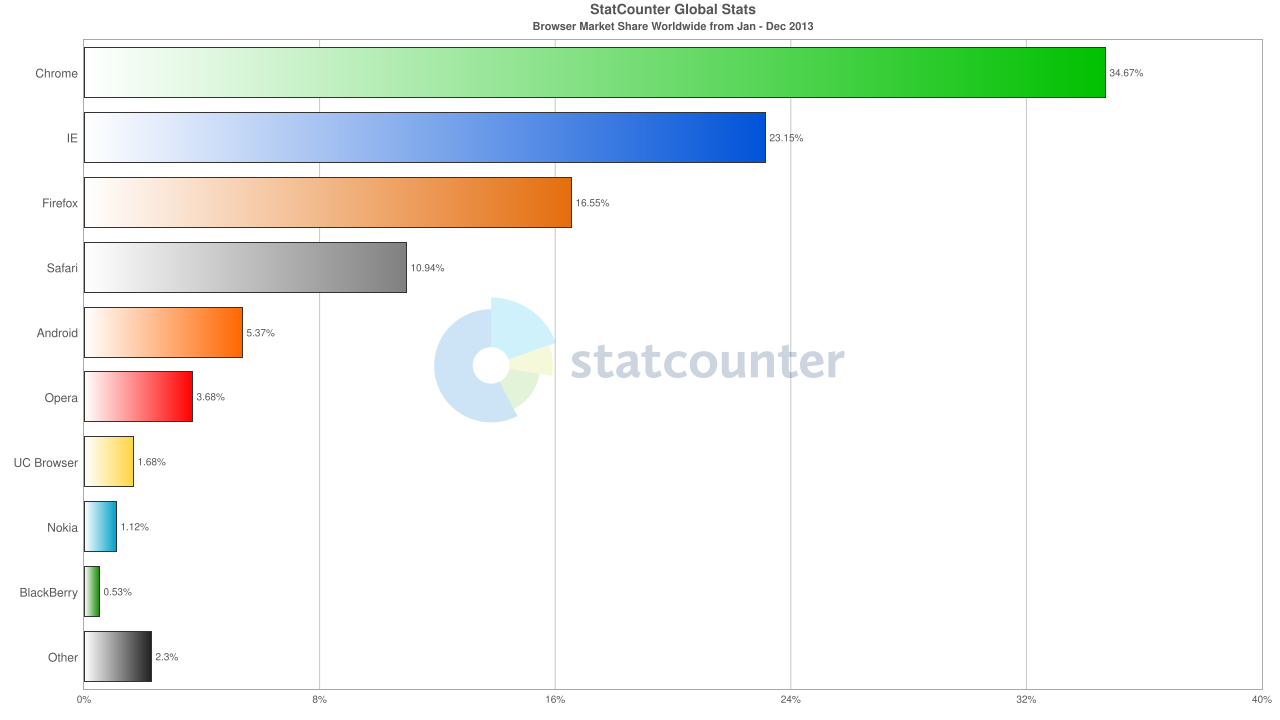 StatCounter Global Stats
Browser Market Share Worldwide from Jan - Dec 2013
Chrome 34.67%
IE 23.15%
Firefox 16.55%
Safari 10.94%
Android 5.37%
statcounter
Opera 3.68%
UC Browser 1.68%
Nokia 1.12%
BlackBerry 0.53%
Other 2.3%
0% 8% 16% 24% 32% 40%